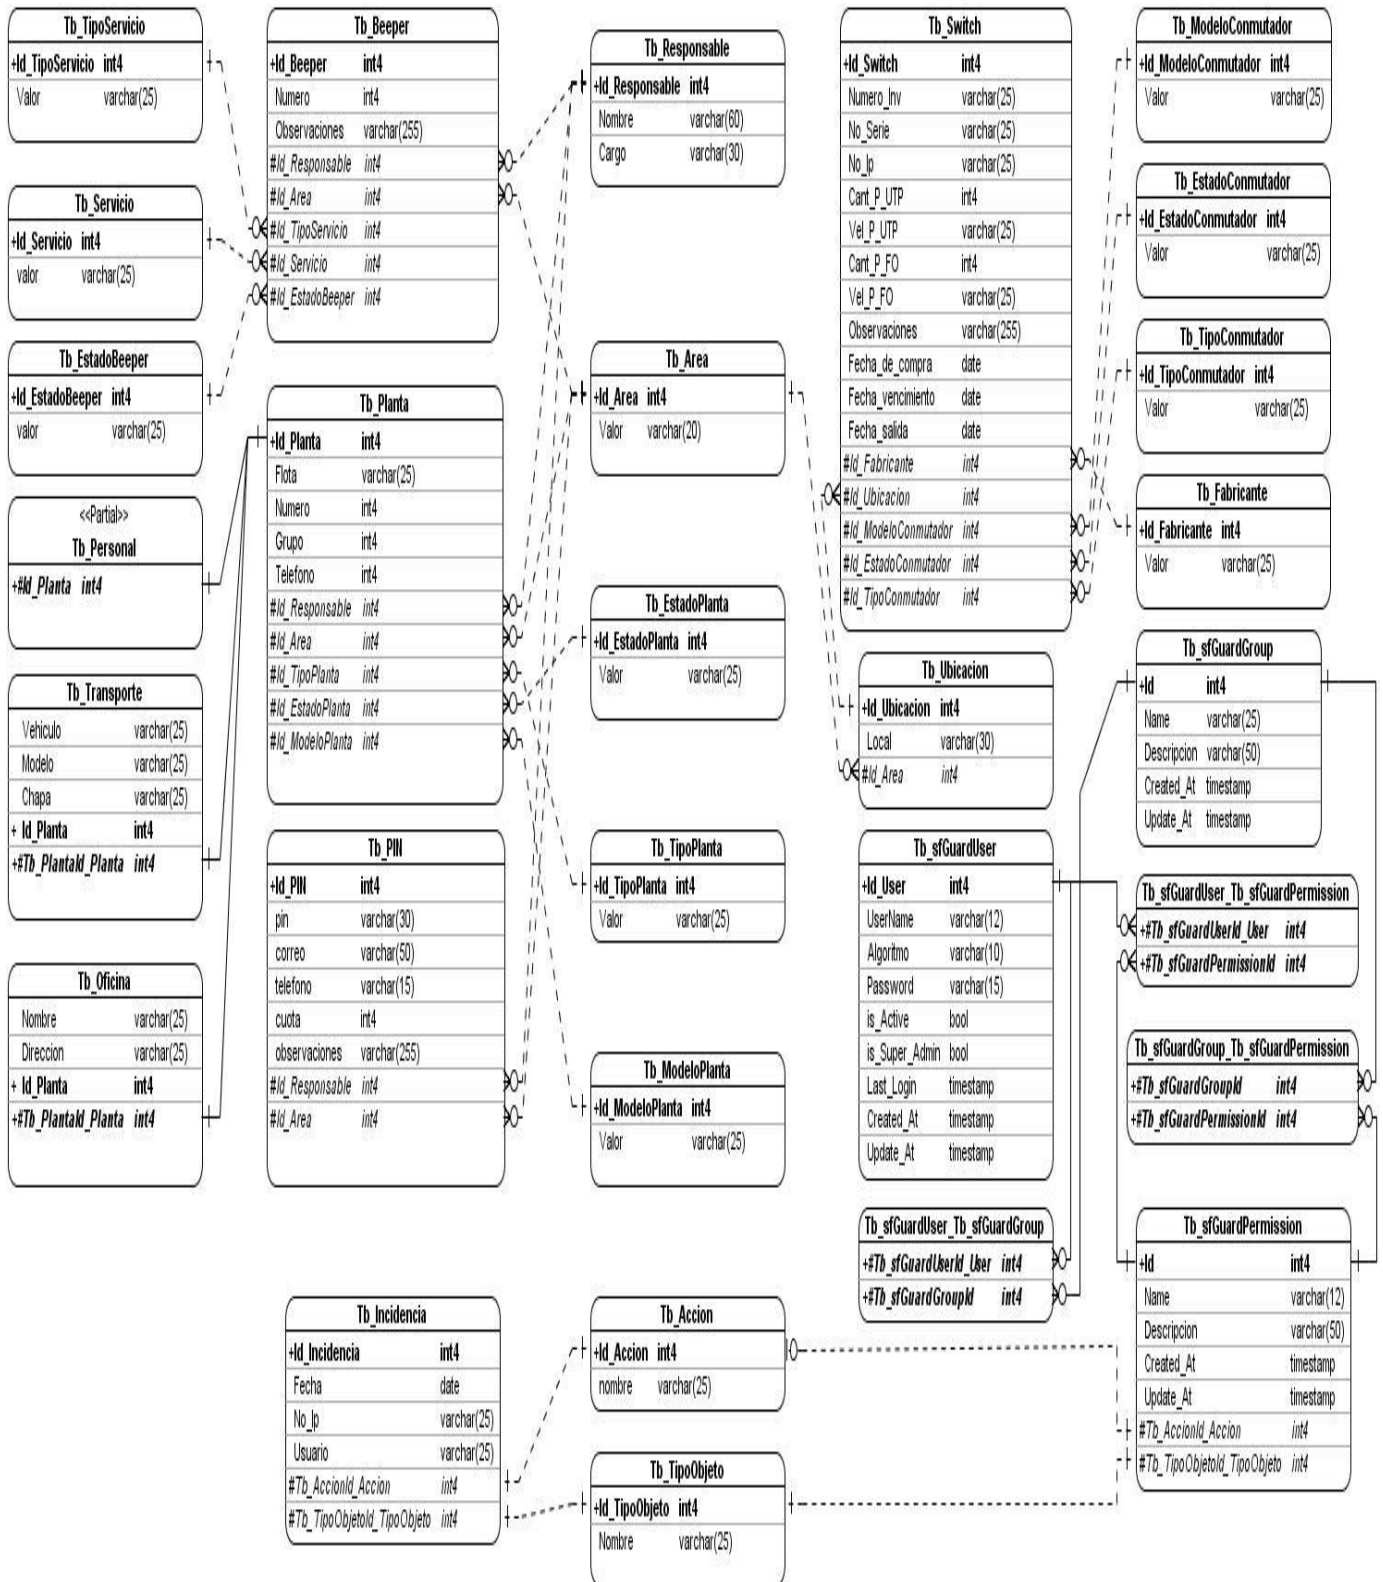 Tb_TipoServicio
+Id_TipoServicio int4
Valor varchar(25)
Tb_Servicio
+Id_Servicio int4
valor varchar(25)
Tb_EstadoBeeper
+Id_EstadoBeeper int4
valor varchar(25)
<<Partial>>
Tb_Personal
+#Id_Planta int4
Tb_Transporte
Vehiculo varchar(25)
Modelo varchar(25)
Chapa varchar(25)
+ Id_Planta int4
+#Tb_PlantaId_Planta int4
Tb_Oficina
Nombre varchar(25)
Direccion varchar(25)
+ Id_Planta int4
+#Tb_PlantaId_Planta int4
Tb_Beeper
+Id_Beeper int4
Numero int4
Observaciones varchar(255)
#Id_Responsable int4
#Id_Area int4
#Id_TipoServicio int4
#Id_Servicio int4
#Id_EstadoBeeper int4
Tb_Planta
+Id_Planta int4
Flota varchar(25)
Numero int4
Grupo int4
Telefono int4
#Id_Responsable int4
#Id_Area int4
#Id_TipoPlanta int4
#Id_EstadoPlanta int4
#Id_ModeloPlanta int4
Tb_PIN
+Id_PIN int4
pin varchar(30)
correo varchar(50)
telefono varchar(15)
cuota int4
observaciones varchar(255)
#Id_Responsable int4
#Id_Area int4
Tb_Incidencia
+Id_Incidencia int4
Fecha date
No_Ip varchar(25)
Usuario varchar(25)
#Tb_AccionId_Accion int4
#Tb_TipoObjetoId_TipoObjeto int4
Tb_Responsable
+Id_Responsable int4
Nombre varchar(60)
Cargo varchar(30)
Tb_Area
+Id_Area int4
Valor varchar(20)
Tb_EstadoPlanta
+Id_EstadoPlanta int4
Valor varchar(25)
Tb_TipoPlanta
+Id_TipoPlanta int4
Valor varchar(25)
Tb_ModeloPlanta
+Id_ModeloPlanta int4
Valor varchar(25)
Tb_Accion
+Id_Accion int4
nombre varchar(25)
Tb_TipoObjeto
+Id_TipoObjeto int4
Nombre varchar(25)
Tb_Switch
+Id_Switch int4
Numero_Inv varchar(25)
No_Serie varchar(25)
No_Ip varchar(25)
Cant_P_UTP int4
Vel_P_UTP varchar(25)
Cant_P_FO int4
Vel_P_FO varchar(25)
Observaciones varchar(255)
Fecha_de_compra date
Fecha_vencimiento date
Fecha_salida date
#Id_Fabricante int4
#Id_Ubicacion int4
#Id_ModeloConmutador int4
#Id_EstadoConmutador int4
#Id_TipoConmutador int4
Tb_Ubicacion
+Id_Ubicacion int4
Local varchar(30)
#Id_Area int4
Tb_sfGuardUser
+Id_User int4
UserName varchar(12)
Algoritmo varchar(10)
Password varchar(15)
is_Active bool
is_Super_Admin bool
Last_Login timestamp
Created_At timestamp
Update_At timestamp
Tb_sfGuardUser_Tb_sfGuardGroup
+#Tb_sfGuardUserId_User int4
+#Tb_sfGuardGroupId int4
Tb_ModeloConmutador
+Id_ModeloConmutador int4
Valor varchar(25)
Tb_EstadoConmutador
+Id_EstadoConmutador int4
Valor varchar(25)
Tb_TipoConmutador
+Id_TipoConmutador int4
Valor varchar(25)
Tb_Fabricante
+Id_Fabricante int4
Valor varchar(25)
Tb_sfGuardGroup
+Id int4
Name varchar(25)
Descripcion varchar(50)
Created_At timestamp
Update_At timestamp
Tb_sfGuardUser_Tb_sfGuardPermission
+#Tb_sfGuardUserId_User int4
+#Tb_sfGuardPermissionId int4
Tb_sfGuardGroup_Tb_sfGuardPermission
+#Tb_sfGuardGroupId int4
+#Tb_sfGuardPermissionId int4
Tb_sfGuardPermission
+Id int4
Name varchar(12)
Descripcion varchar(50)
Created_At timestamp
Update_At timestamp
#Tb_AccionId_Accion int4
#Tb_TipoObjetoId_TipoObjeto int4